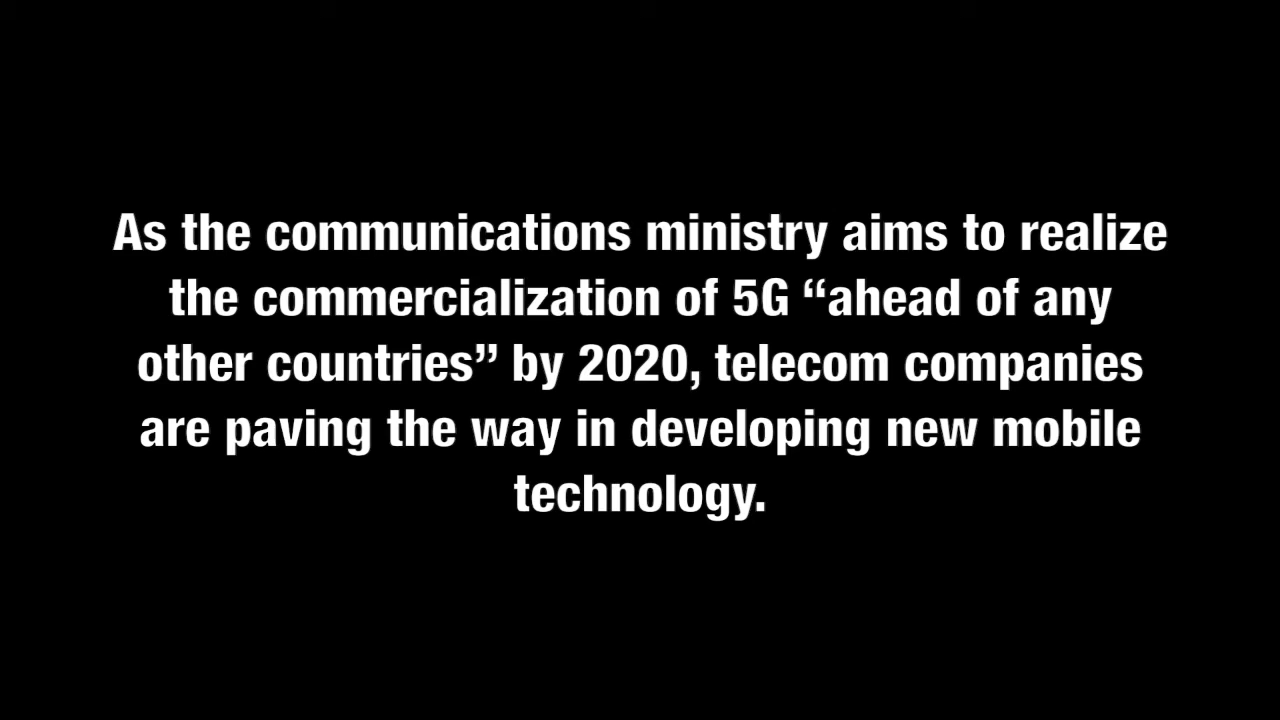 As the communications ministry aims to realize
the commercialization of 5G “ahead of any
other countries” by 2020, telecom companies
are paving the way in developing new mobile
technology.